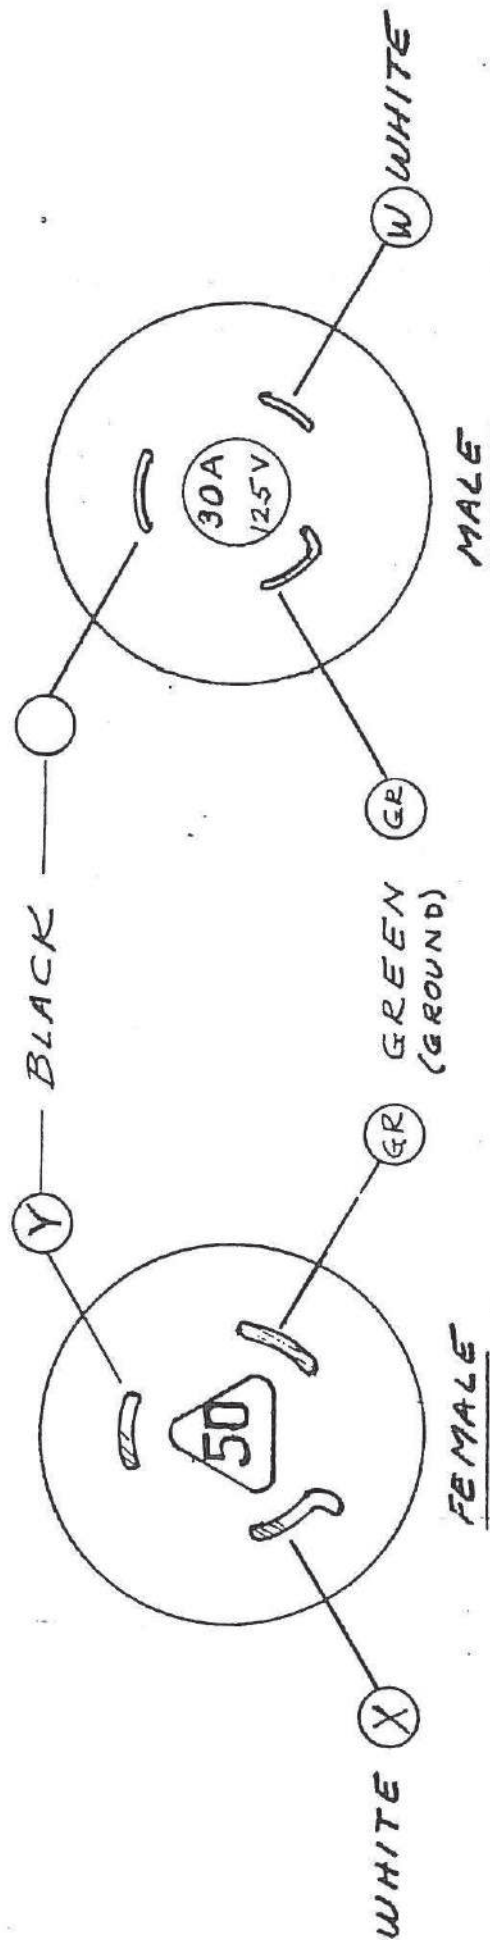 Y
BLACK
50
30A
125V
WHITE X
GR
GREEN
(GROUND)
GR
W WHITE
FEMALE
MALE